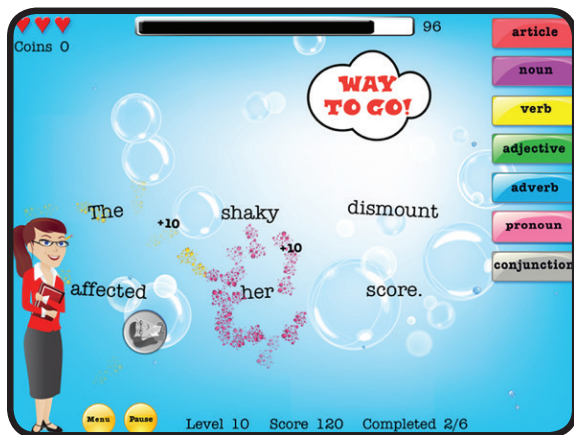 Coins 0
96
WAY
TO GO!
article
noun
verb
adjective
adverb
pronoun
conjunction
The shaky dismount
+10
+10
affected her score.
Menu Pause Level 10 Score 120 Completed 2/6